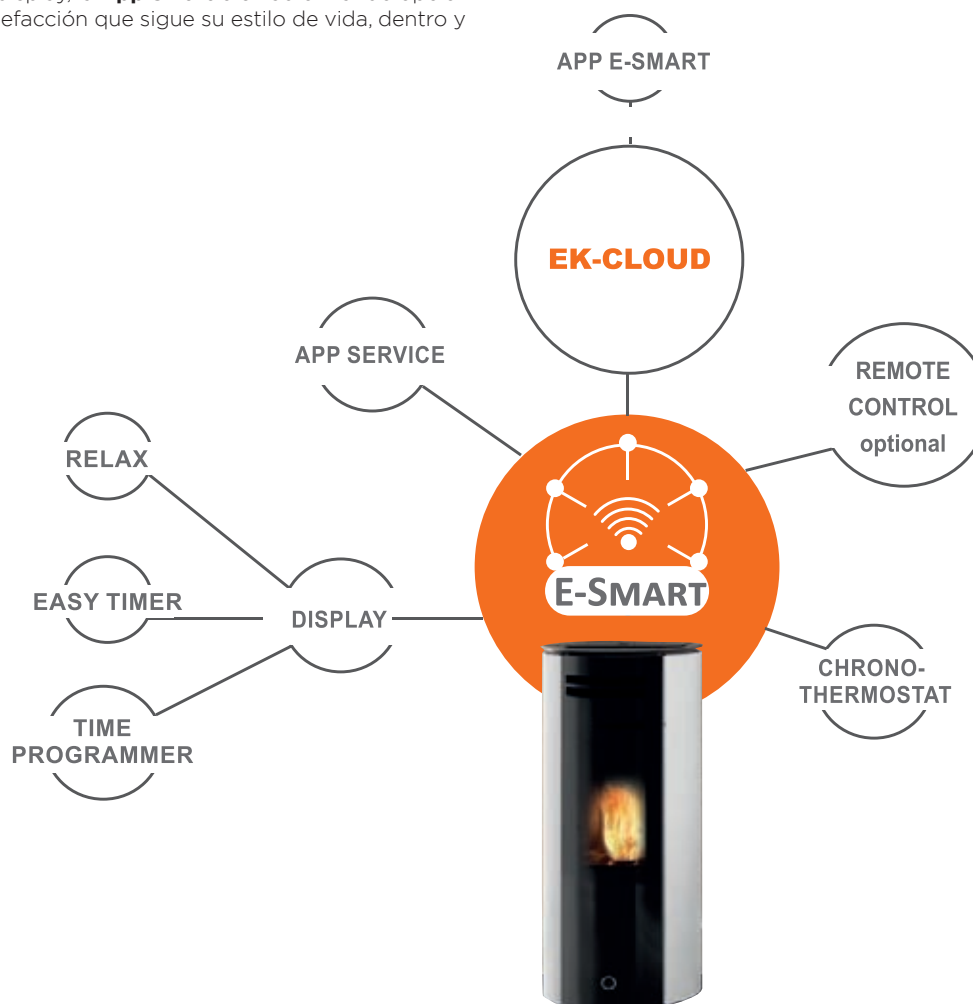 efacción que sigue su estilo de vida, dentro y
APP E-SMART
EK-CLOUD
APP SERVICE
REMOTE
CONTROL
optional
RELAX
EASY TIMER
DISPLAY
E-SMART
CHRONO-
THERMOSTAT
TIME
PROGRAMMER